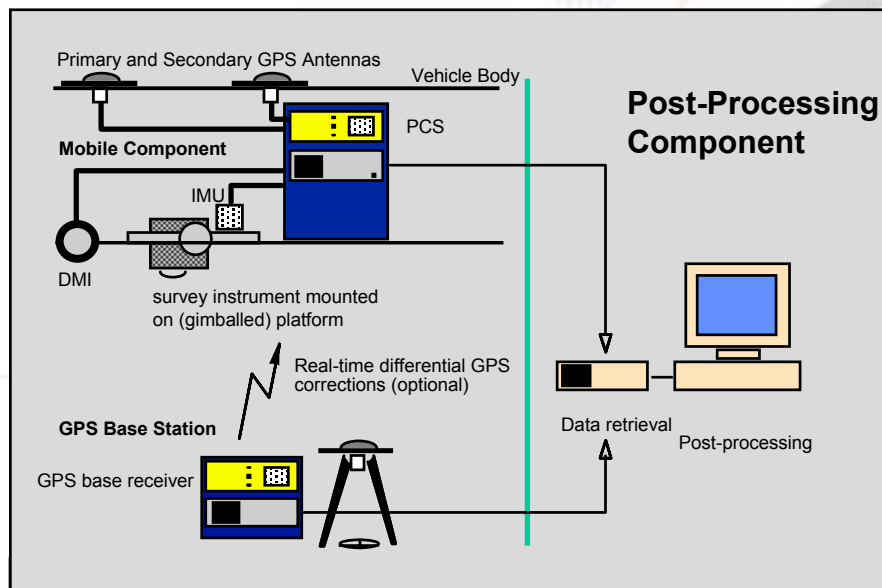 Primary and Secondary GPS Antennas
Vehicle Body
Post-Processing
Component
PCS
Mobile Component
IMU
DMI
survey instrument mounted
on (gimballed) platform
Real-time differential GPS
corrections (optional)
GPS Base Station
Data retrieval
Post-processing
GPS base receiver